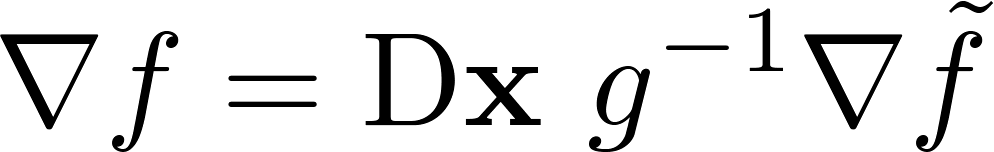 ∇f = Dx g⁻¹∇f̃